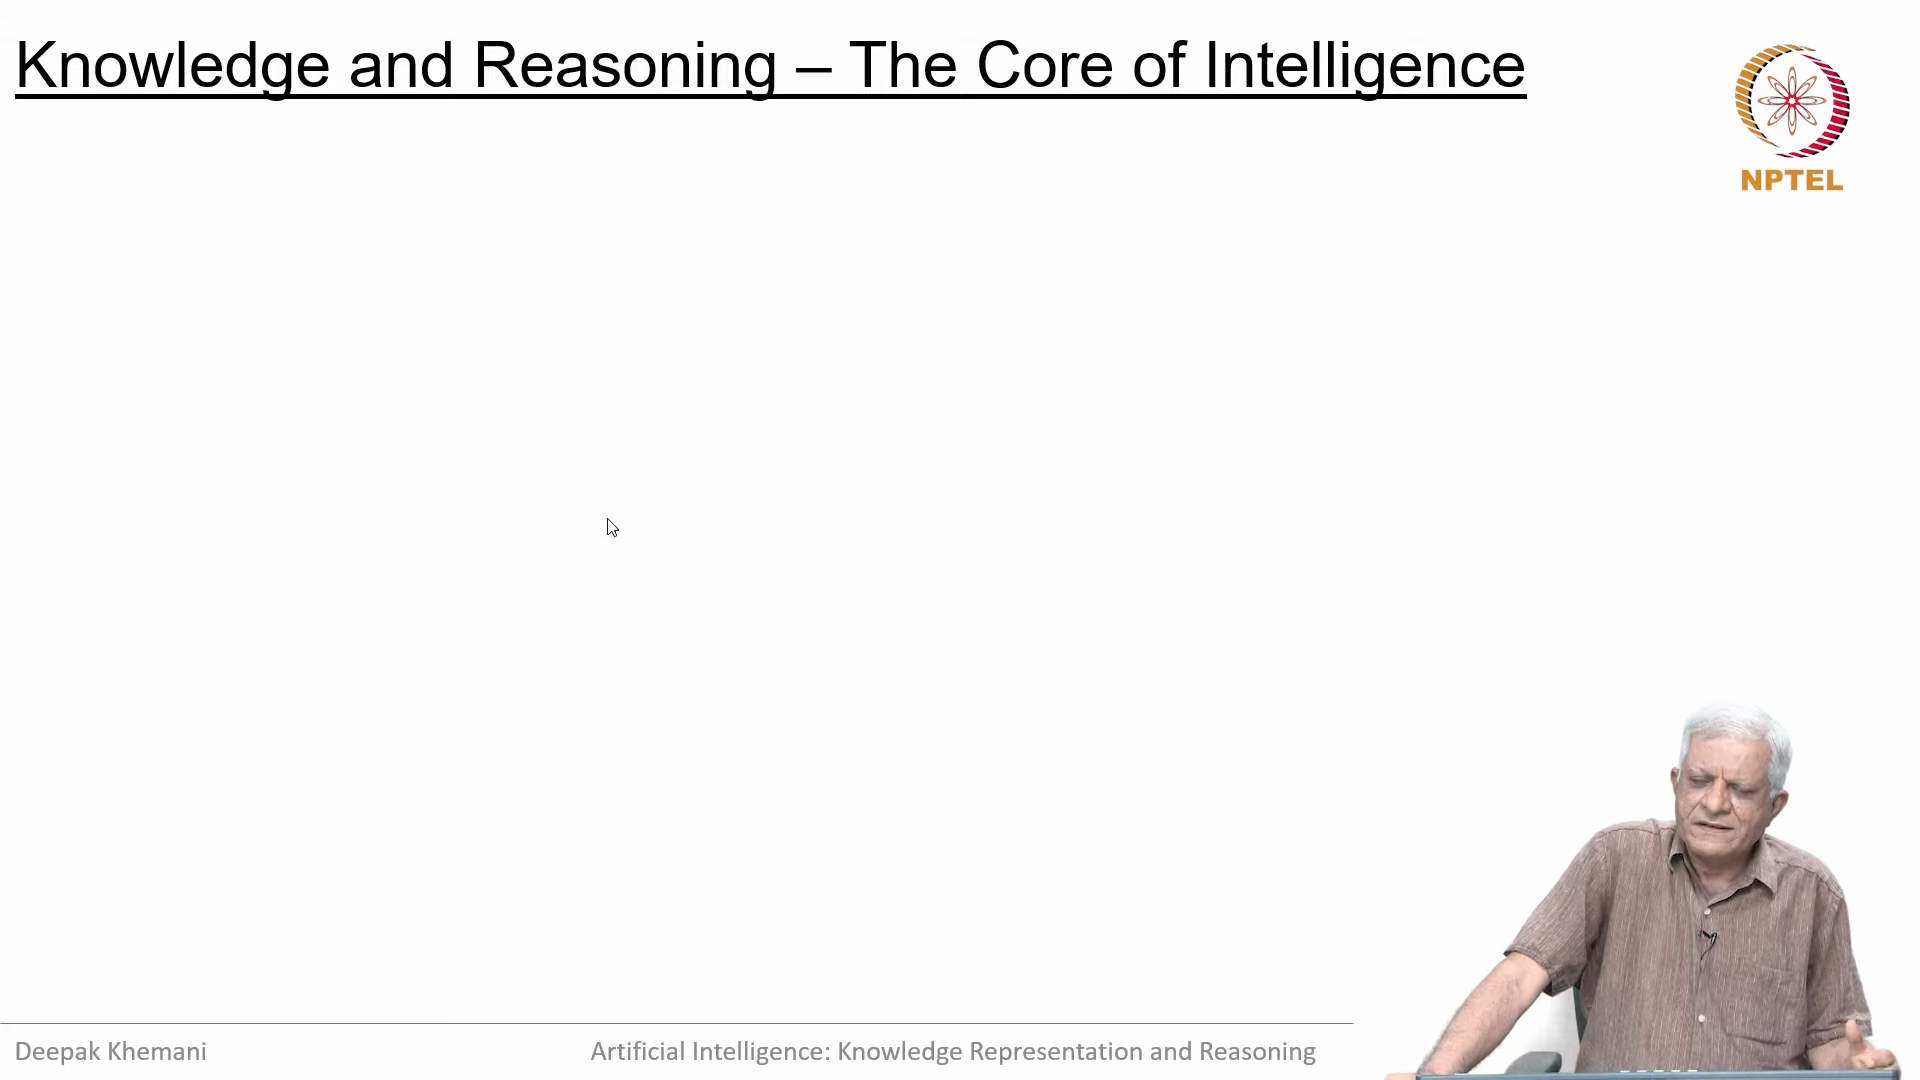 Knowledge and Reasoning – The Core of Intelligence
NPTEL
Deepak Khemani
Artificial Intelligence: Knowledge Representation and Reasoning